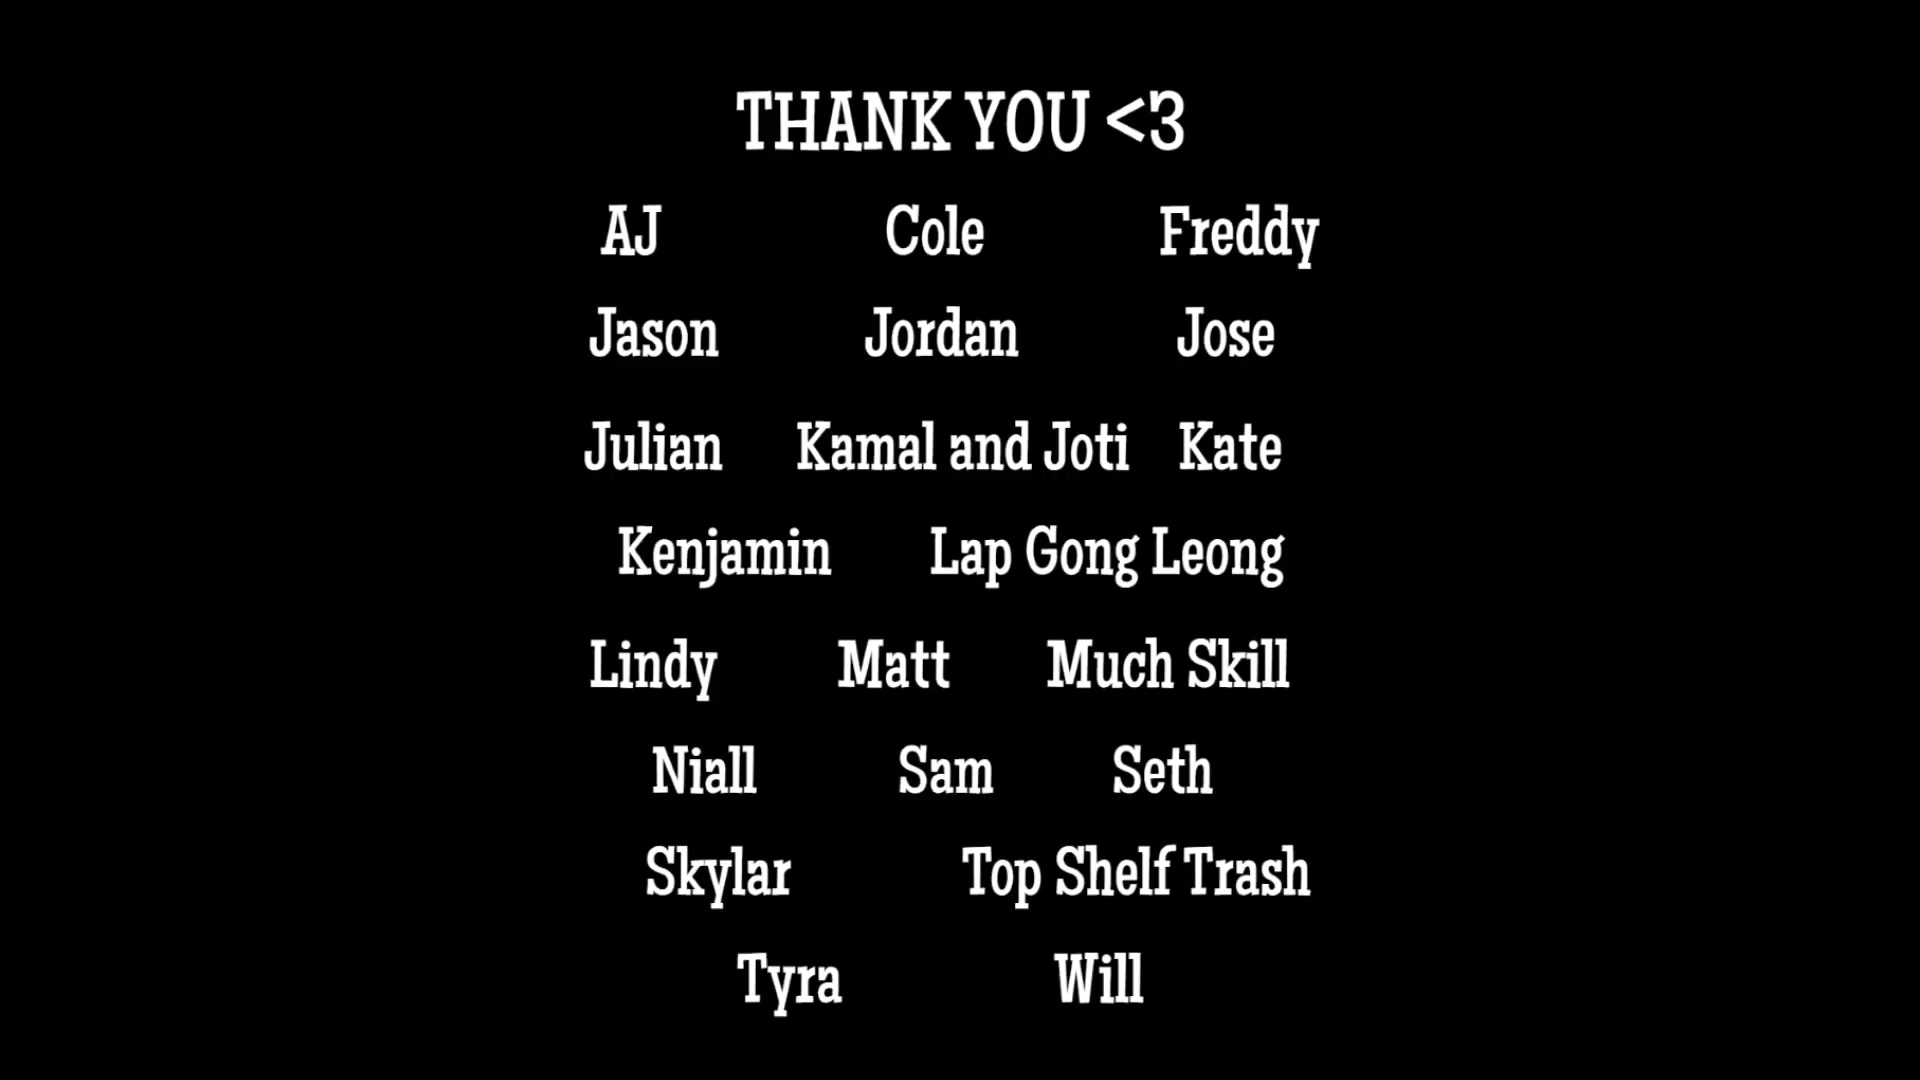 THANK YOU <3
AJ Cole Freddy
Jason Jordan Jose
Julian Kamal and Joti Kate
Kenjamin Lap Gong Leong
Lindy Matt Much Skill
Niall Sam Seth
Skylar Top Shelf Trash
Tyra Will